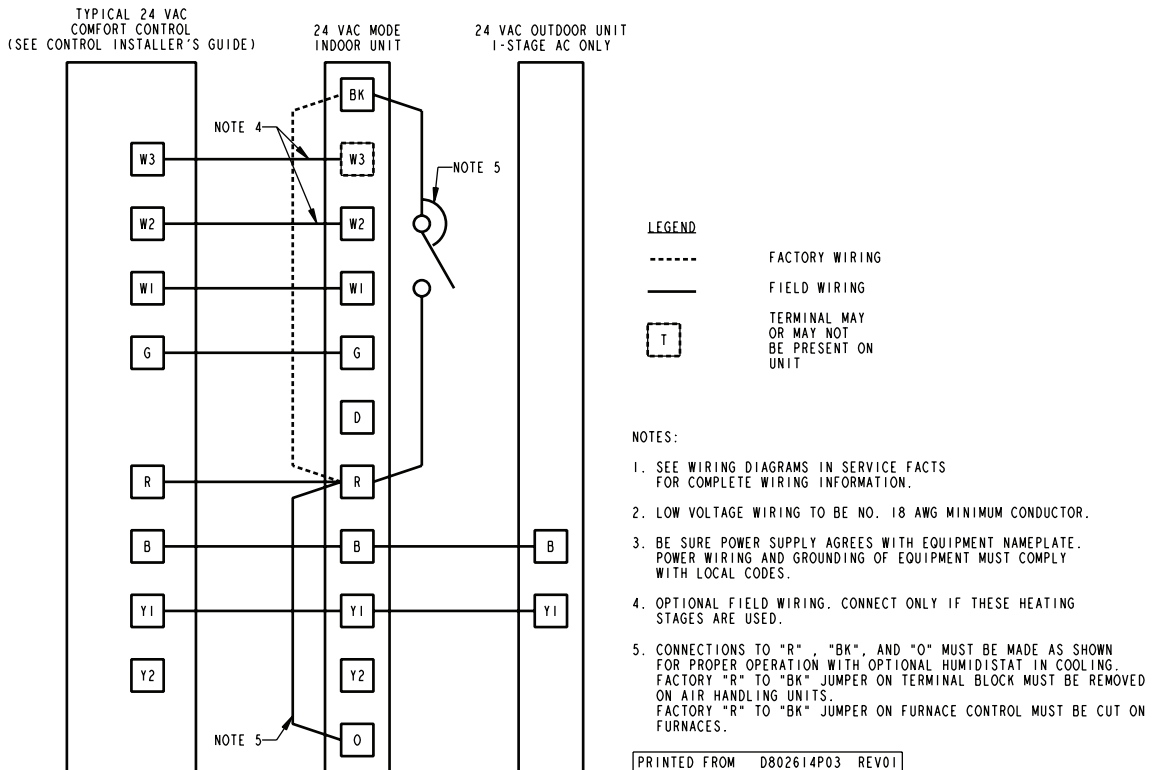 TYPICAL 24 VAC
COMFORT CONTROL
(SEE CONTROL INSTALLER'S GUIDE)
24 VAC MODE
INDOOR UNIT
24 VAC OUTDOOR UNIT
1-STAGE AC ONLY
BK
NOTE 4
W3
W3
NOTE 5
W2
W2
W1
W1
G
G
D
R
R
B
B
B
Y1
Y1
Y1
Y2
Y2
NOTE 5
O
LEGEND
FACTORY WIRING
FIELD WIRING
T
TERMINAL MAY
OR MAY NOT
BE PRESENT ON
UNIT
NOTES:
1. SEE WIRING DIAGRAMS IN SERVICE FACTS
FOR COMPLETE WIRING INFORMATION.
2. LOW VOLTAGE WIRING TO BE NO. 18 AWG MINIMUM CONDUCTOR.
3. BE SURE POWER SUPPLY AGREES WITH EQUIPMENT NAMEPLATE.
POWER WIRING AND GROUNDING OF EQUIPMENT MUST COMPLY
WITH LOCAL CODES.
4. OPTIONAL FIELD WIRING. CONNECT ONLY IF THESE HEATING
STAGES ARE USED.
5. CONNECTIONS TO "R" , "BK", AND "O" MUST BE MADE AS SHOWN
FOR PROPER OPERATION WITH OPTIONAL HUMIDISTAT IN COOLING.
FACTORY "R" TO "BK" JUMPER ON TERMINAL BLOCK MUST BE REMOVED
ON AIR HANDLING UNITS.
FACTORY "R" TO "BK" JUMPER ON FURNACE CONTROL MUST BE CUT ON
FURNACES.
PRINTED FROM D802614P03 REV01